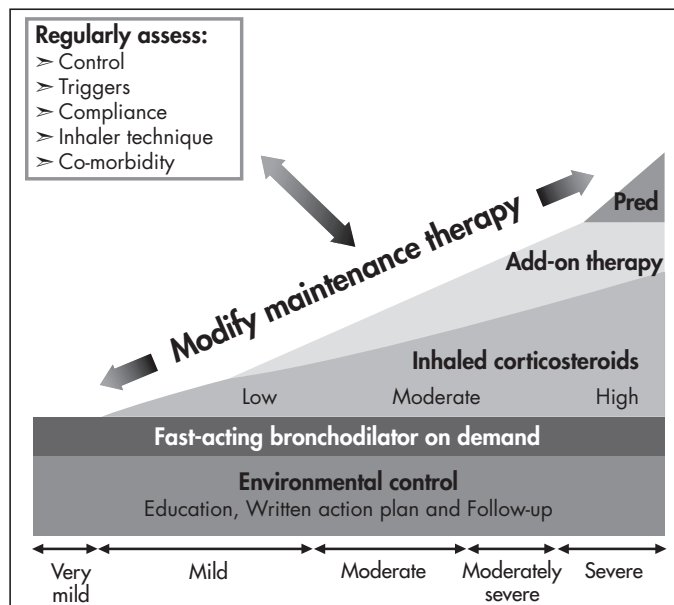 Regularly assess:
➣ Control
➣ Triggers
➣ Compliance
➣ Inhaler technique
➣ Co-morbidity
Modify maintenance therapy
Pred
Add-on therapy
Inhaled corticosteroids
Low Moderate High
Fast-acting bronchodilator on demand
Environmental control
Education, Written action plan and Follow-up
Very
mild
Mild
Moderate
Moderately
severe
Severe